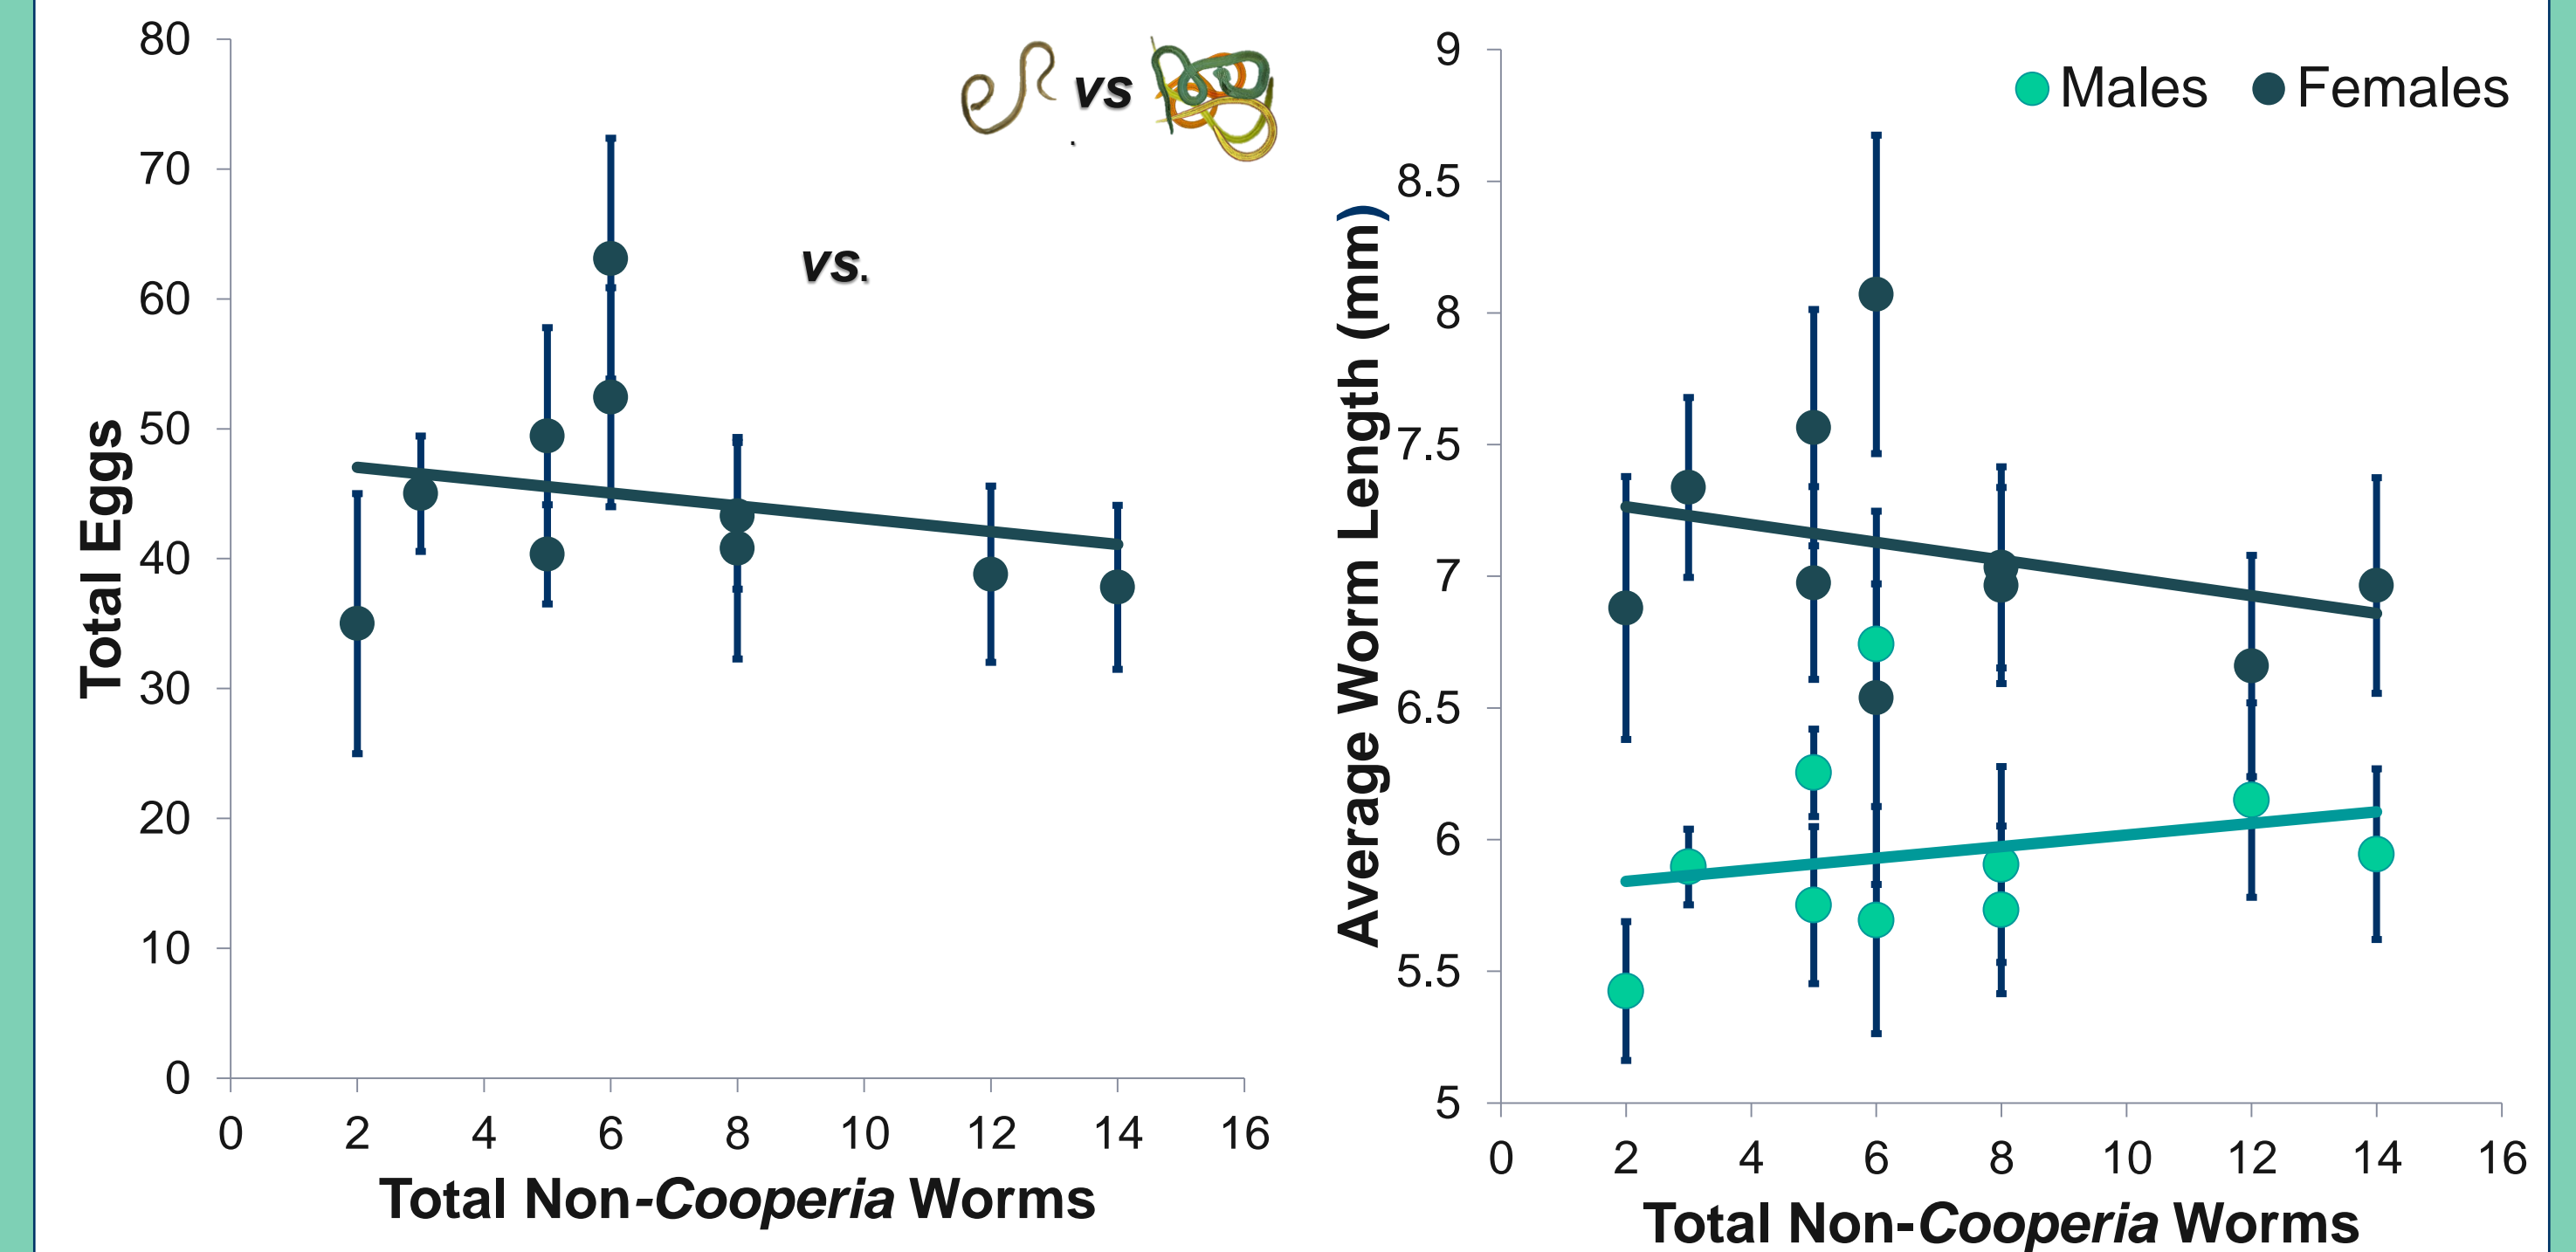 80
70
60
50
40
30
20
10
0
0 2 4 6 8 10 12 14 16
Total Eggs
Total Non-Cooperia Worms
vs
.
vs.
9
8.5
8
7.5
7
6.5
6
5.5
5
0 2 4 6 8 10 12 14 16
Average Worm Length (mm)
Total Non-Cooperia Worms
Males Females